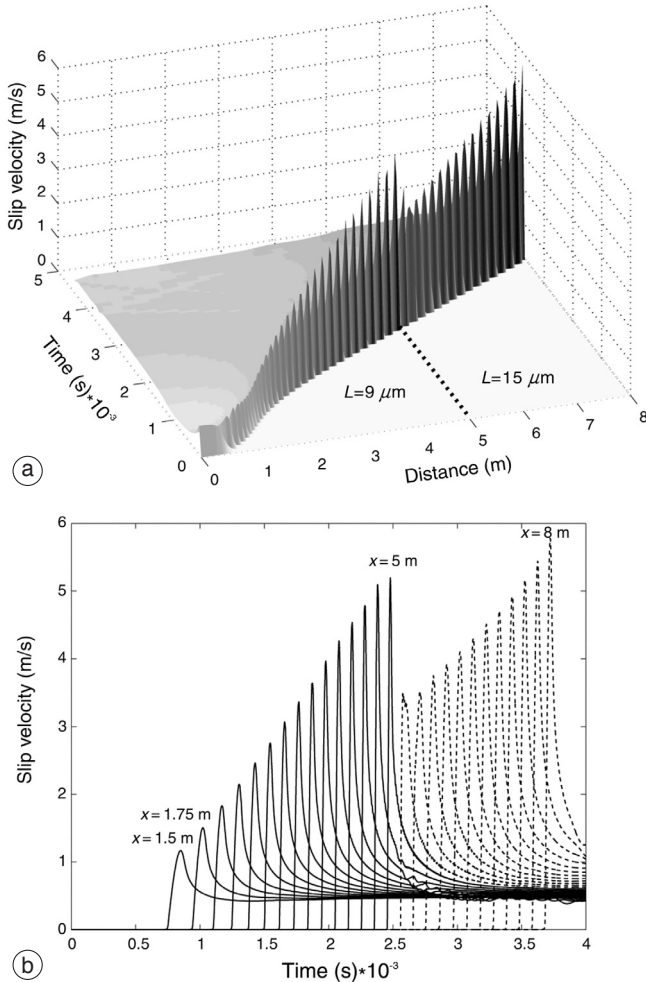 6
5
4
3
2
1
0
Slip velocity (m/s)
5
4
3
2
1
0
Time (s)*10⁻³
0
1
2
3
4
5
6
7
8
Distance (m)
L=9 μm
L=15 μm
a
6
5
4
3
2
1
0
Slip velocity (m/s)
x = 5 m
x = 8 m
x = 1.75 m
x = 1.5 m
0
0.5
1
1.5
2
2.5
3
3.5
4
Time (s)*10⁻³
b